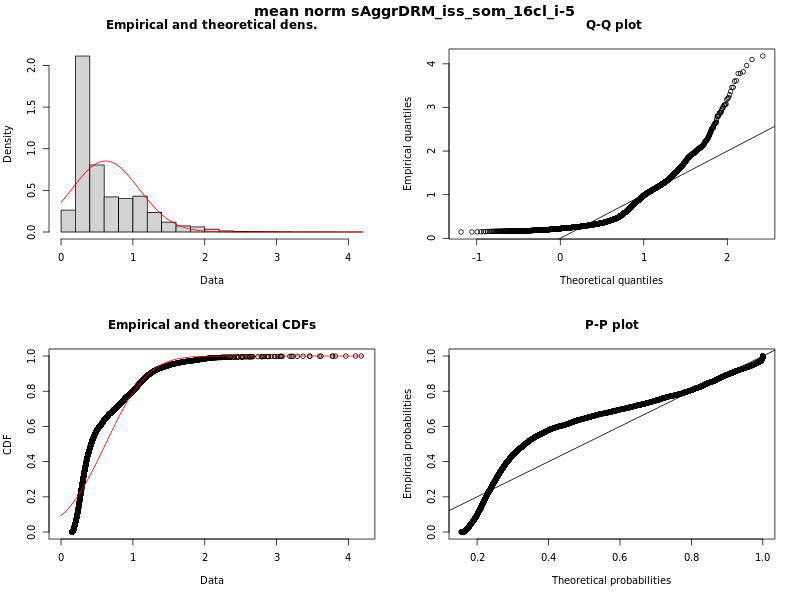 mean norm sAggrDRM_iss_som_16cl_i-5
Empirical and theoretical dens.
Density
0.0 0.5 1.0 1.5 2.0
0 1 2 3 4
Data
Q-Q plot
Empirical quantiles
0 1 2 3 4
-1 0 1 2
Theoretical quantiles
Empirical and theoretical CDFs
CDF
0.0 0.2 0.4 0.6 0.8 1.0
0 1 2 3 4
Data
P-P plot
Empirical probabilities
0.0 0.2 0.4 0.6 0.8 1.0
0.2 0.4 0.6 0.8 1.0
Theoretical probabilities